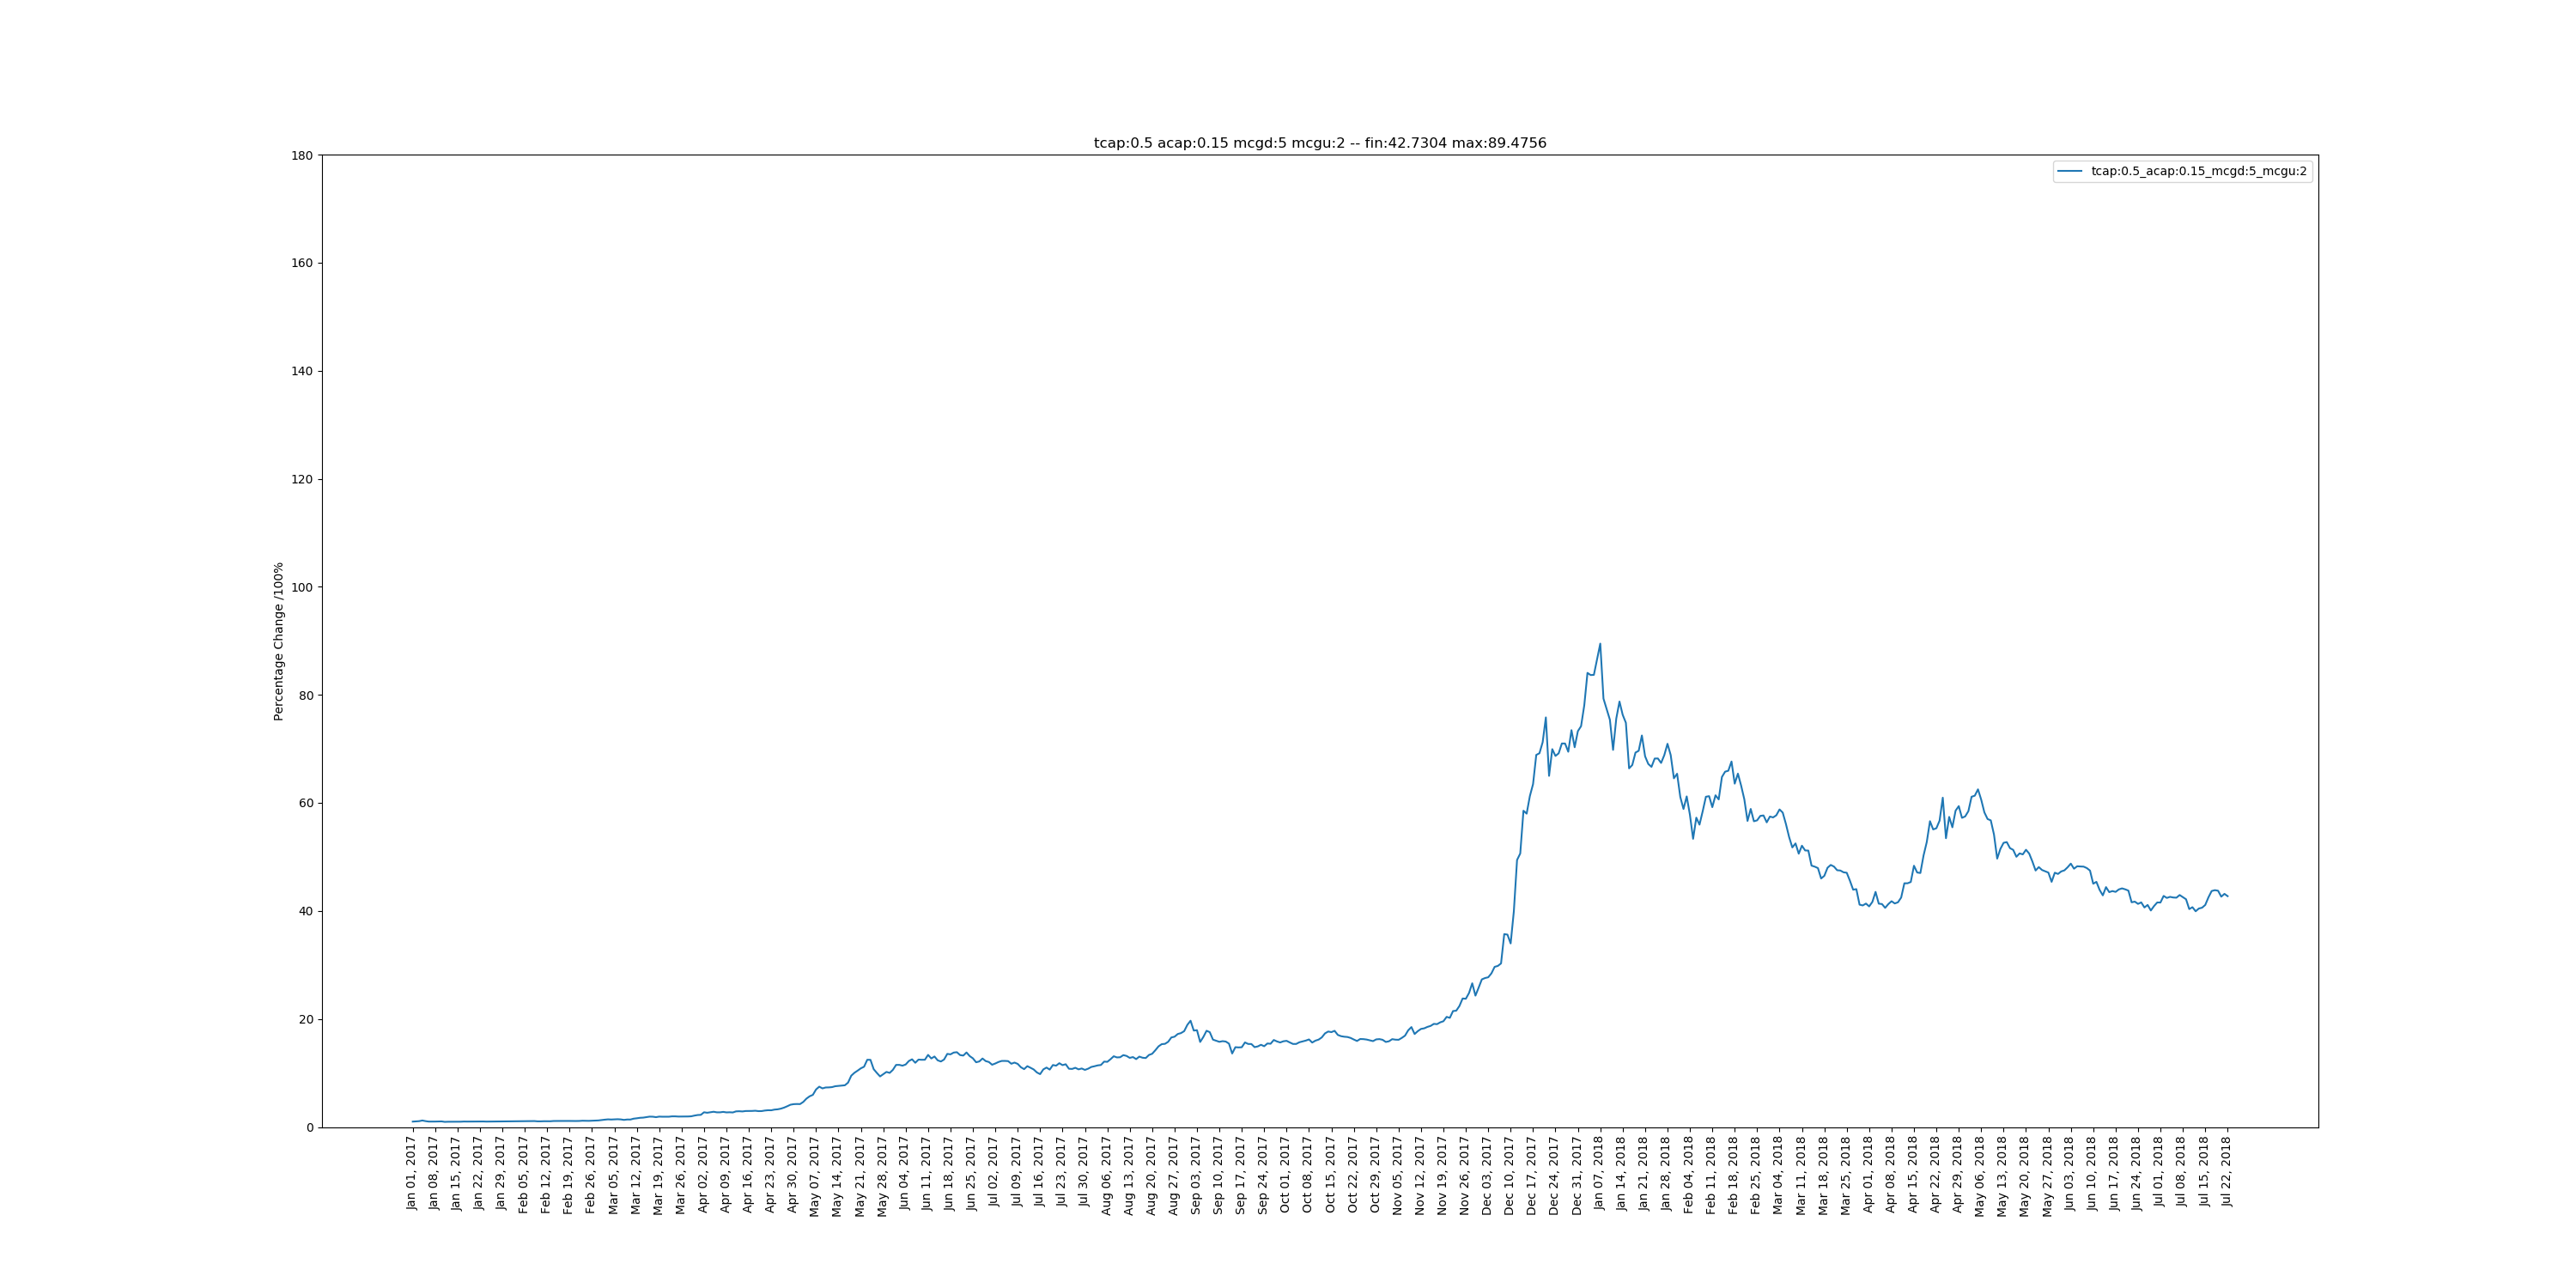 tcap:0.5 acap:0.15 mcgd:5 mcgu:2 -- fin:42.7304 max:89.4756
tcap:0.5_acap:0.15_mcgd:5_mcgu:2
Percentage Change /100%
180
160
140
120
100
80
60
40
20
0
Jan 01, 2017
Jan 08, 2017
Jan 15, 2017
Jan 22, 2017
Jan 29, 2017
Feb 05, 2017
Feb 12, 2017
Feb 19, 2017
Feb 26, 2017
Mar 05, 2017
Mar 12, 2017
Mar 19, 2017
Mar 26, 2017
Apr 02, 2017
Apr 09, 2017
Apr 16, 2017
Apr 23, 2017
Apr 30, 2017
May 07, 2017
May 14, 2017
May 21, 2017
May 28, 2017
Jun 04, 2017
Jun 11, 2017
Jun 18, 2017
Jun 25, 2017
Jul 02, 2017
Jul 09, 2017
Jul 16, 2017
Jul 23, 2017
Jul 30, 2017
Aug 06, 2017
Aug 13, 2017
Aug 20, 2017
Aug 27, 2017
Sep 03, 2017
Sep 10, 2017
Sep 17, 2017
Sep 24, 2017
Oct 01, 2017
Oct 08, 2017
Oct 15, 2017
Oct 22, 2017
Oct 29, 2017
Nov 05, 2017
Nov 12, 2017
Nov 19, 2017
Nov 26, 2017
Dec 03, 2017
Dec 10, 2017
Dec 17, 2017
Dec 24, 2017
Dec 31, 2017
Jan 07, 2018
Jan 14, 2018
Jan 21, 2018
Jan 28, 2018
Feb 04, 2018
Feb 11, 2018
Feb 18, 2018
Feb 25, 2018
Mar 04, 2018
Mar 11, 2018
Mar 18, 2018
Mar 25, 2018
Apr 01, 2018
Apr 08, 2018
Apr 15, 2018
Apr 22, 2018
Apr 29, 2018
May 06, 2018
May 13, 2018
May 20, 2018
May 27, 2018
Jun 03, 2018
Jun 10, 2018
Jun 17, 2018
Jun 24, 2018
Jul 01, 2018
Jul 08, 2018
Jul 15, 2018
Jul 22, 2018